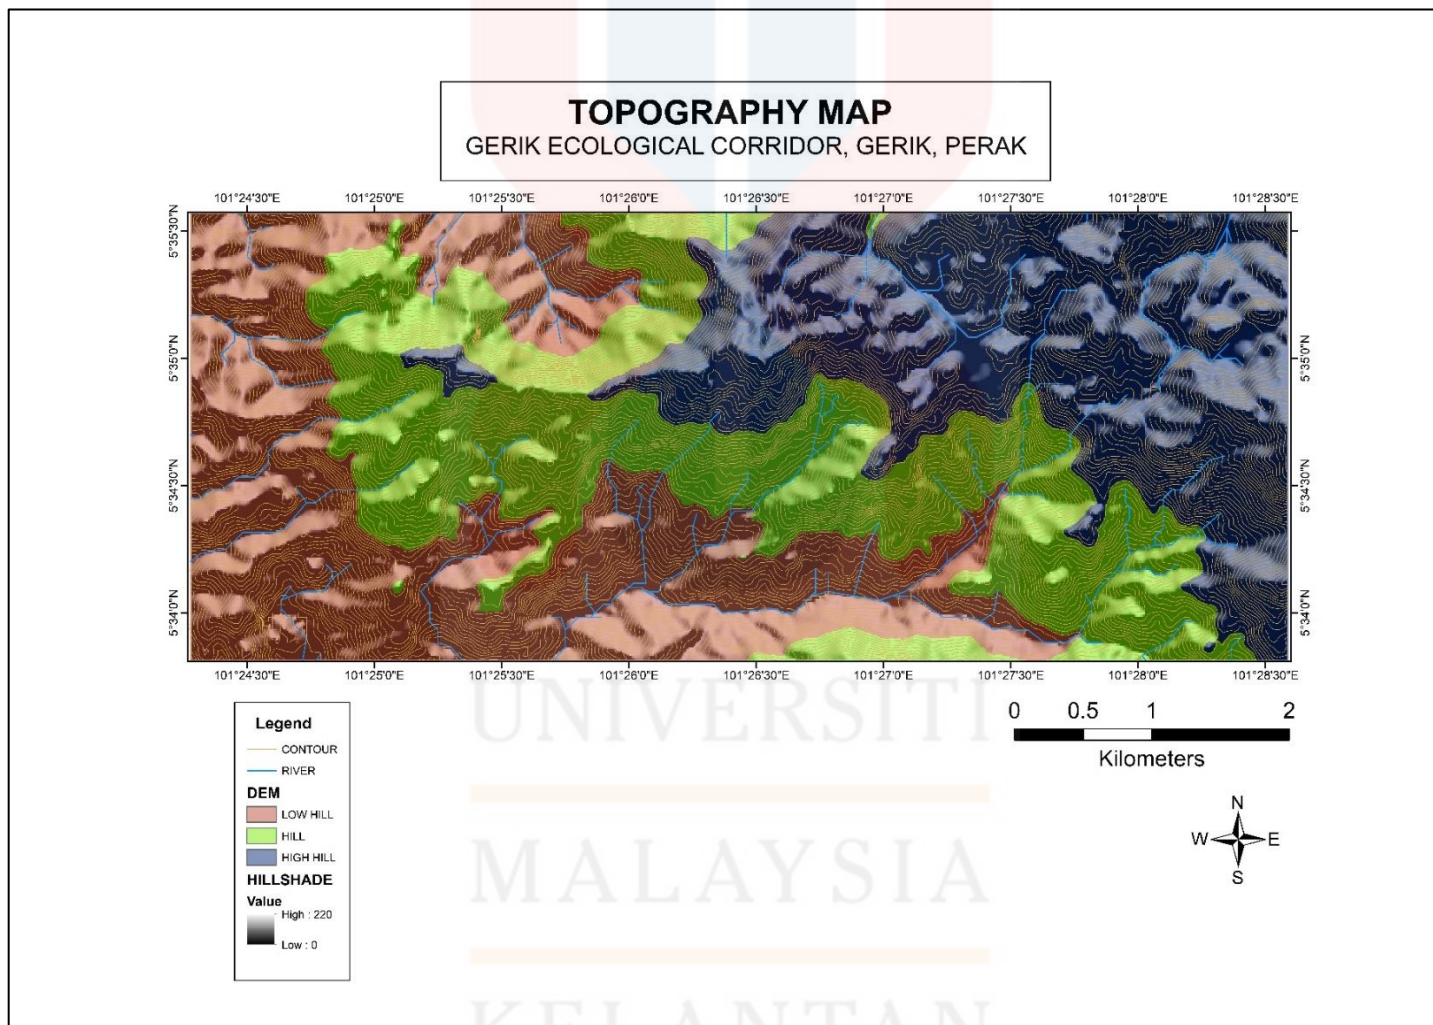 TOPOGRAPHY MAP
GERIK ECOLOGICAL CORRIDOR, GERIK, PERAK
101°24'30"E 101°25'0"E 101°25'30"E 101°26'0"E 101°26'30"E 101°27'0"E 101°27'30"E 101°28'0"E 101°28'30"E
5°35'30"N 5°35'30"N
5°35'0"N 5°35'0"N
5°34'30"N 5°34'30"N
5°34'0"N 5°34'0"N
101°24'30"E 101°25'0"E 101°25'30"E 101°26'0"E 101°26'30"E 101°27'0"E 101°27'30"E 101°28'0"E 101°28'30"E
Legend
CONTOUR
RIVER
DEM
LOW HILL
HILL
HIGH HILL
HILLSHADE
Value
High : 220
Low : 0
0 0.5 1 2
Kilometers
N
W E
S
UNIVERSITI
MALAYSIA
KELANTAN